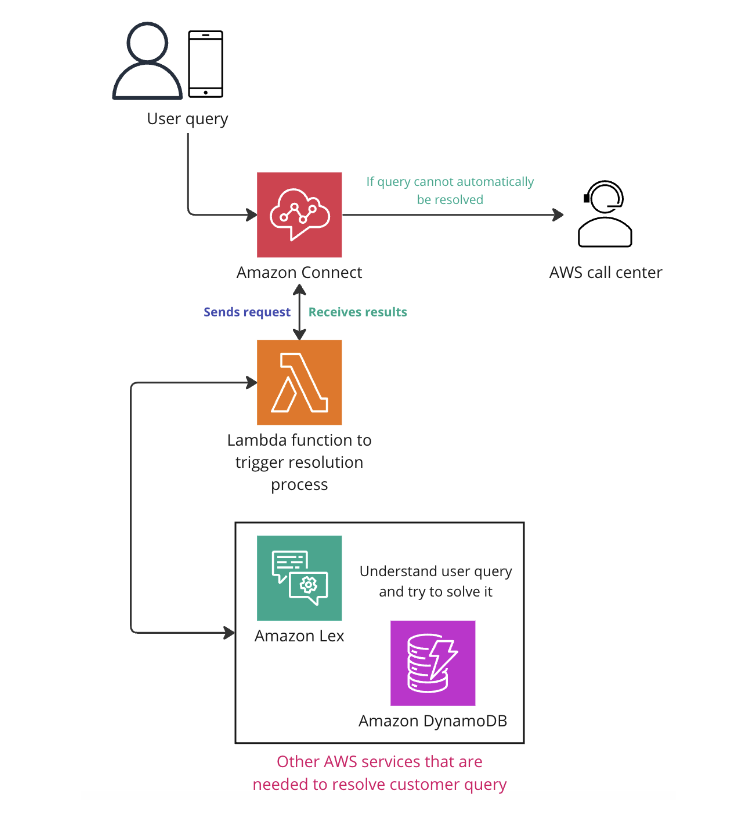 User query
If query cannot automatically
be resolved
Amazon Connect
AWS call center
Sends request
Receives results
Lambda function to
trigger resolution
process
Understand user query
and try to solve it
Amazon Lex
Amazon DynamoDB
Other AWS services that are
needed to resolve customer query